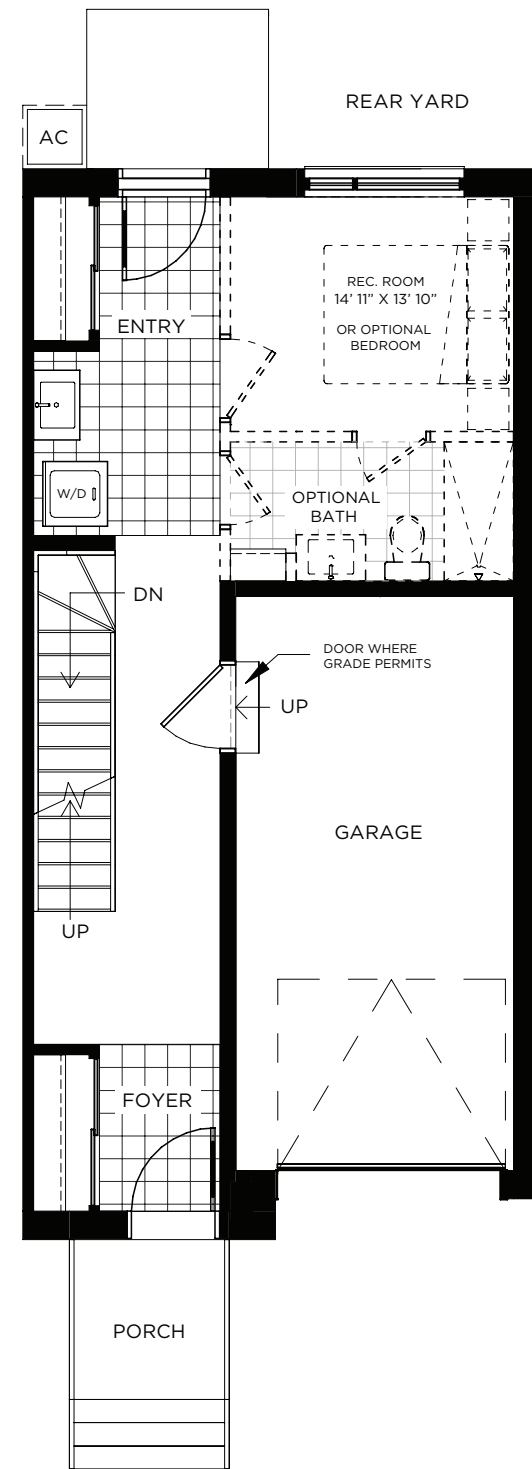 REAR YARD
AC
REC. ROOM
14' 11" X 13' 10"
OR OPTIONAL
BEDROOM
ENTRY
W/D
OPTIONAL
BATH
DN
DOOR WHERE
GRADE PERMITS
UP
GARAGE
UP
FOYER
PORCH